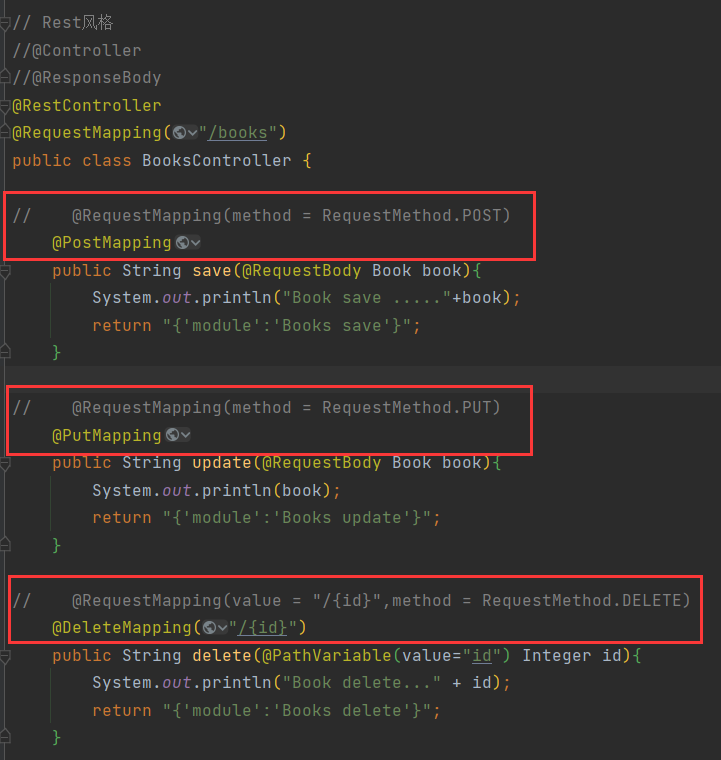 // Rest风格
//@Controller
//@ResponseBody
@RestController
@RequestMapping("/books")
public class BooksController {
//    @RequestMapping(method = RequestMethod.POST)
    @PostMapping
    public String save(@RequestBody Book book){
        System.out.println("Book save ....."+book);
        return "{'module':'Books save'}";
    }
//    @RequestMapping(method = RequestMethod.PUT)
    @PutMapping
    public String update(@RequestBody Book book){
        System.out.println(book);
        return "{'module':'Books update'}";
    }
//    @RequestMapping(value = "/{id}",method = RequestMethod.DELETE)
    @DeleteMapping("/{id}")
    public String delete(@PathVariable(value="id") Integer id){
        System.out.println("Book delete..." + id);
        return "{'module':'Books delete'}";
    }